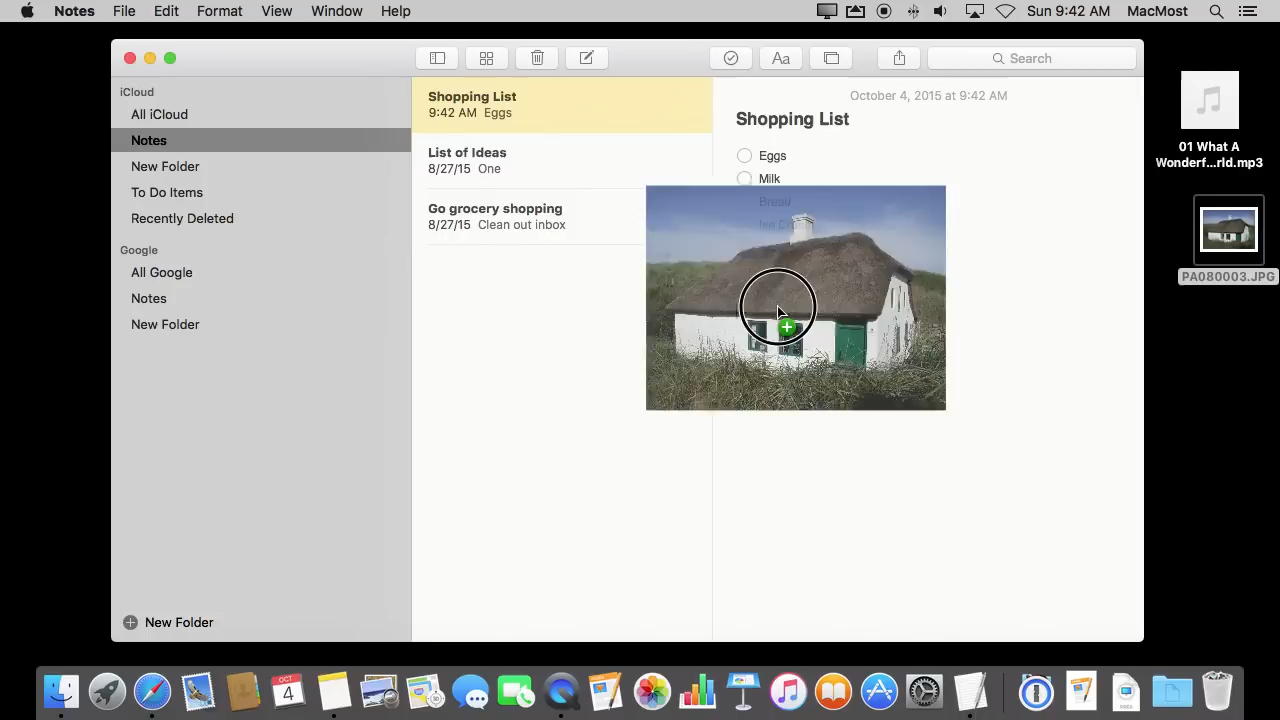 Notes File Edit Format View Window Help Sun 9:42 AM MacMost
Aa Search
iCloud
All iCloud
Notes
New Folder
To Do Items
Recently Deleted
Google
All Google
Notes
New Folder
New Folder
Shopping List
9:42 AM Eggs
List of Ideas
8/27/15 One
Go grocery shopping
8/27/15 Clean out inbox
October 4, 2015 at 9:42 AM
Shopping List
Eggs
Milk
Bread
01 What A
Wonderf...rld.mp3
PA080003.JPG
OCT
4